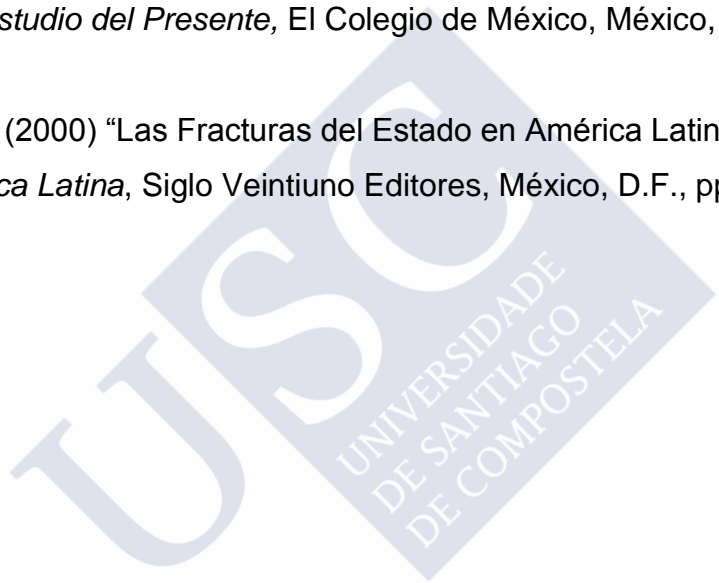 studio del Presente, El Colegio de México, México,
(2000) “Las Fracturas del Estado en América Latin
ca Latina, Siglo Veintiuno Editores, México, D.F., pp
USC
UNIVERSIDADE
DE SANTIAGO
DE COMPOSTELA